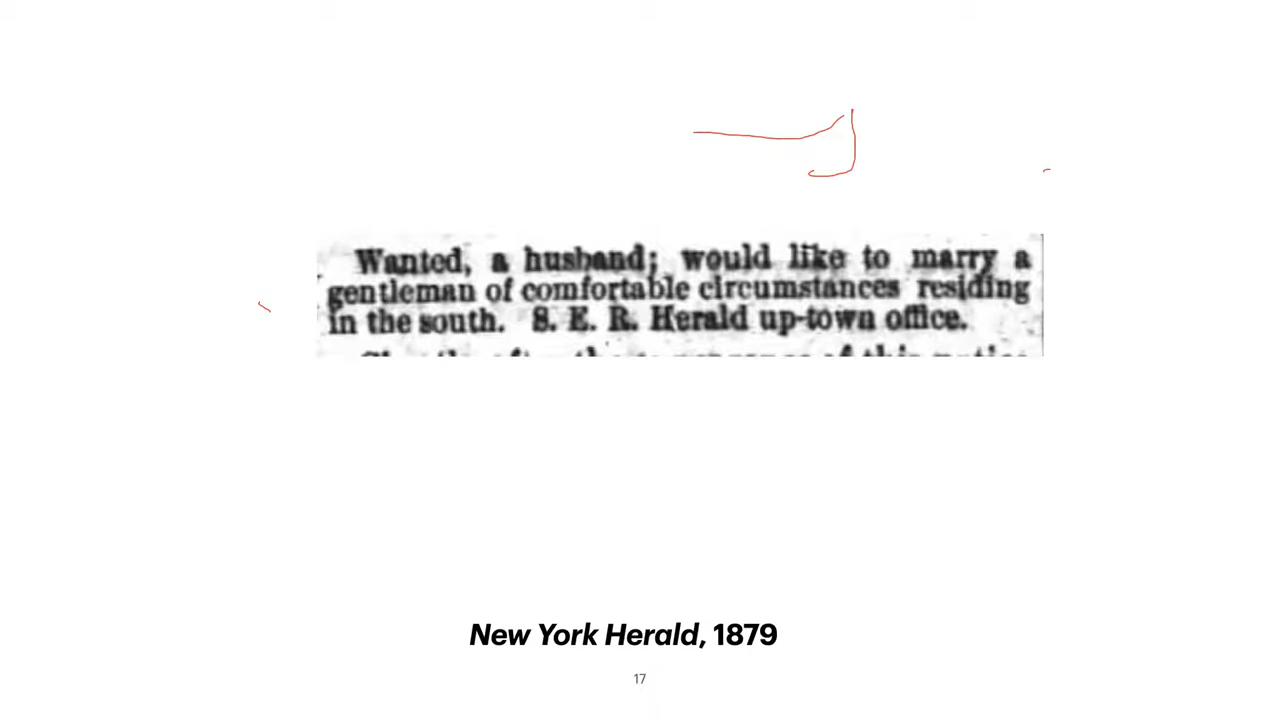 Wanted, a husband; would like to marry a
gentleman of comfortable circumstances residing
in the south. S. E. R. Herald up-town office.
New York Herald, 1879
17